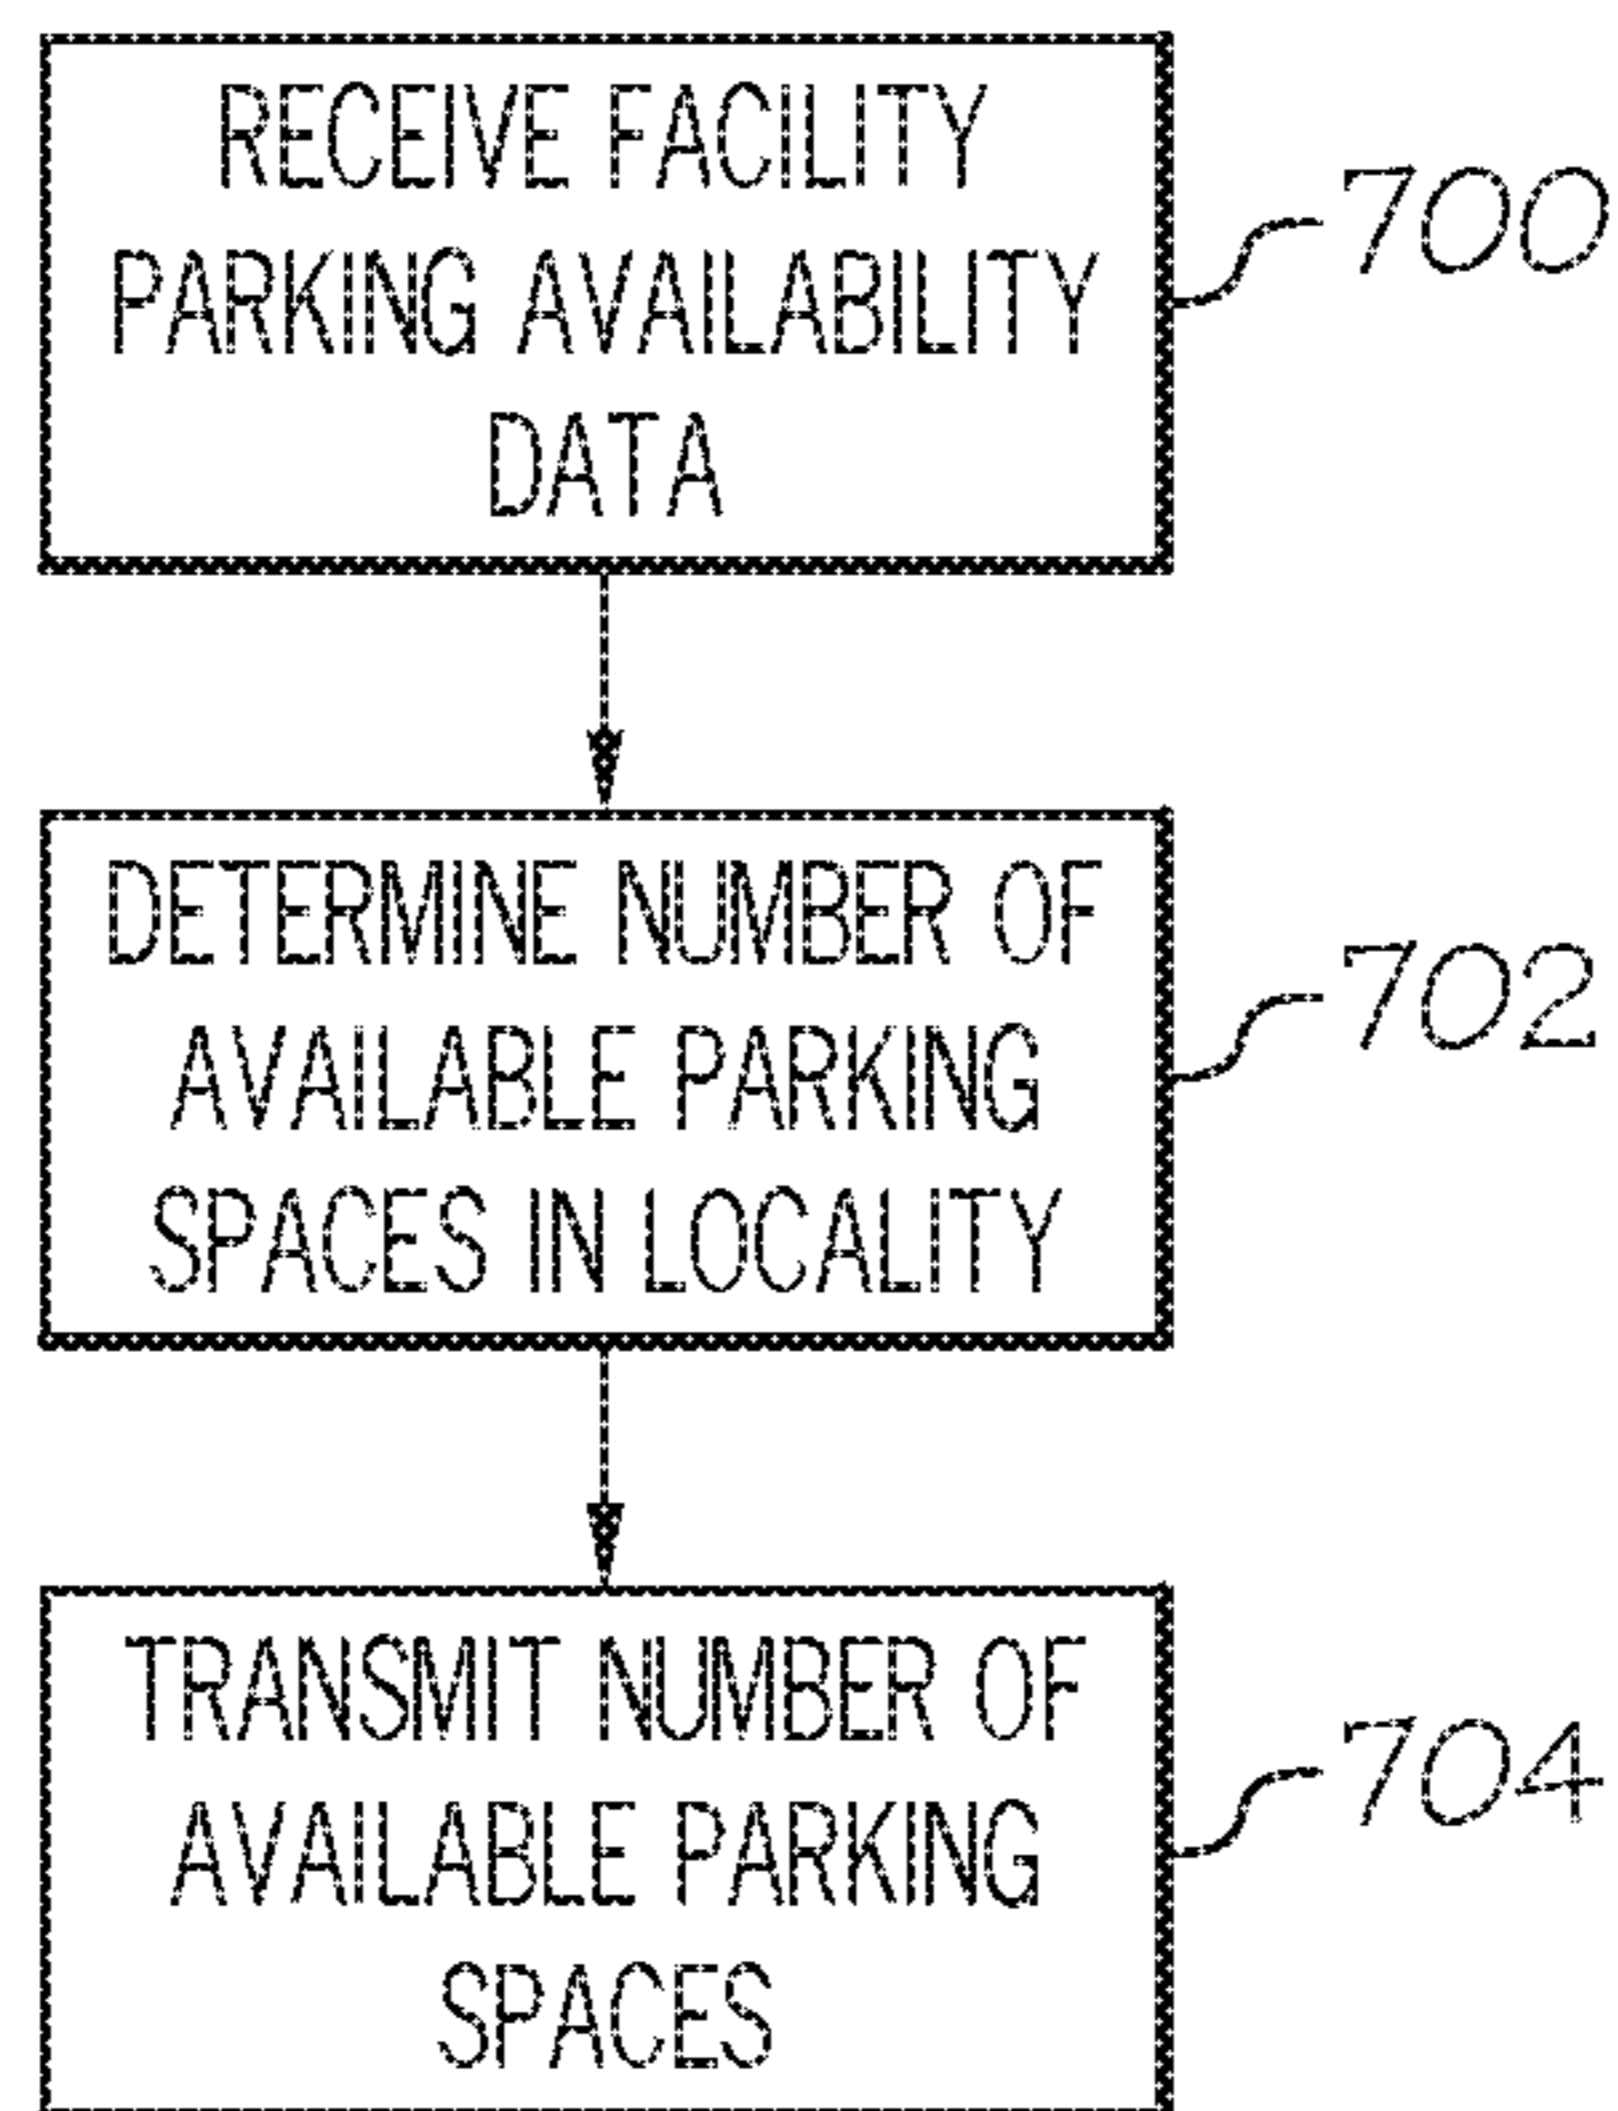 RECEIVE FACILITY
PARKING AVAILABILITY
DATA
700
DETERMINE NUMBER OF
AVAILABLE PARKING
SPACES IN LOCALITY
702
TRANSMIT NUMBER OF
AVAILABLE PARKING
SPACES
704